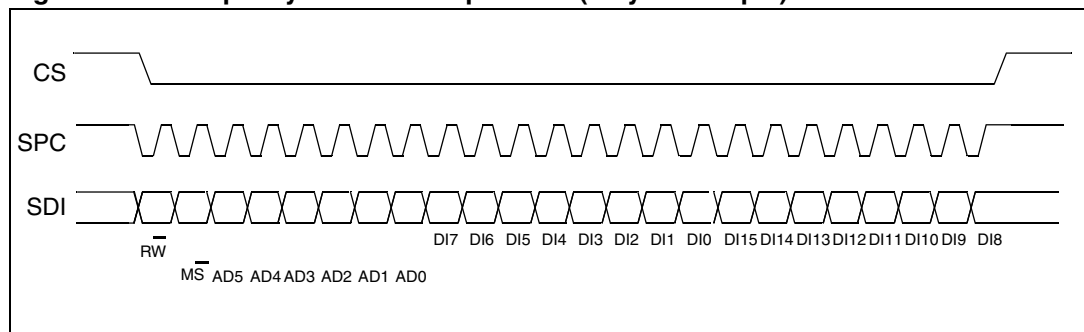 CS
SPC
SDI
DI7 DI6 DI5 DI4 DI3 DI2 DI1 DI0 DI15 DI14 DI13 DI12 DI11 DI10 DI9 DI8
RW
MS AD5 AD4 AD3 AD2 AD1 AD0